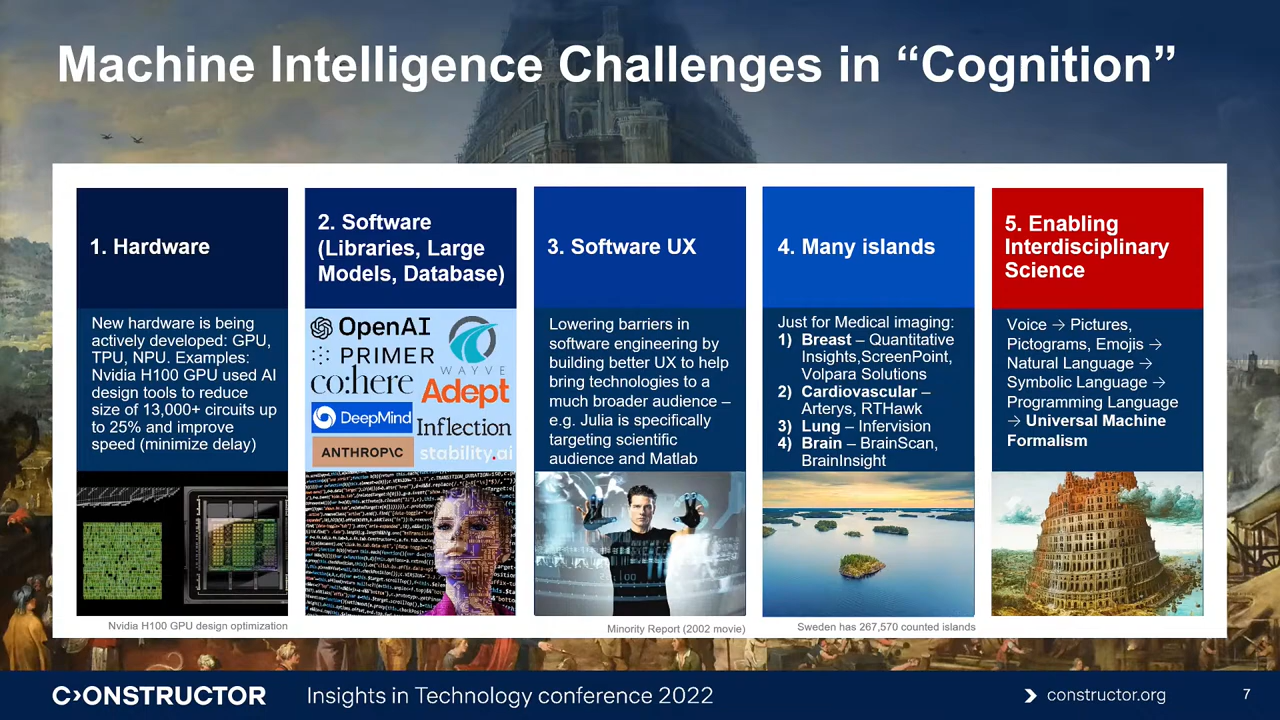 Machine Intelligence Challenges in “Cognition”
1. Hardware
New hardware is being
actively developed: GPU,
TPU, NPU. Examples:
Nvidia H100 GPU used AI
design tools to reduce
size of 13,000+ circuits up
to 25% and improve
speed (minimize delay)
Nvidia H100 GPU design optimization
2. Software
(Libraries, Large
Models, Database)
OpenAI
PRIMER
WAYVE
co:here
Adept
DeepMind
Inflection
ANTHROP\C
stability.ai
3. Software UX
Lowering barriers in
software engineering by
building better UX to help
bring technologies to a
much broader audience –
e.g. Julia is specifically
targeting scientific
audience and Matlab
Minority Report (2002 movie)
4. Many islands
Just for Medical imaging:
1) Breast – Quantitative
Insights,ScreenPoint,
Volpara Solutions
2) Cardiovascular –
Arterys, RTHawk
3) Lung – Infervision
4) Brain – BrainScan,
BrainInsight
Sweden has 267,570 counted islands
5. Enabling
Interdisciplinary
Science
Voice → Pictures,
Pictograms, Emojis →
Natural Language →
Symbolic Language →
Programming Language
→ Universal Machine
Formalism
C›ONSTRUCTOR
Insights in Technology conference 2022
constructor.org
7